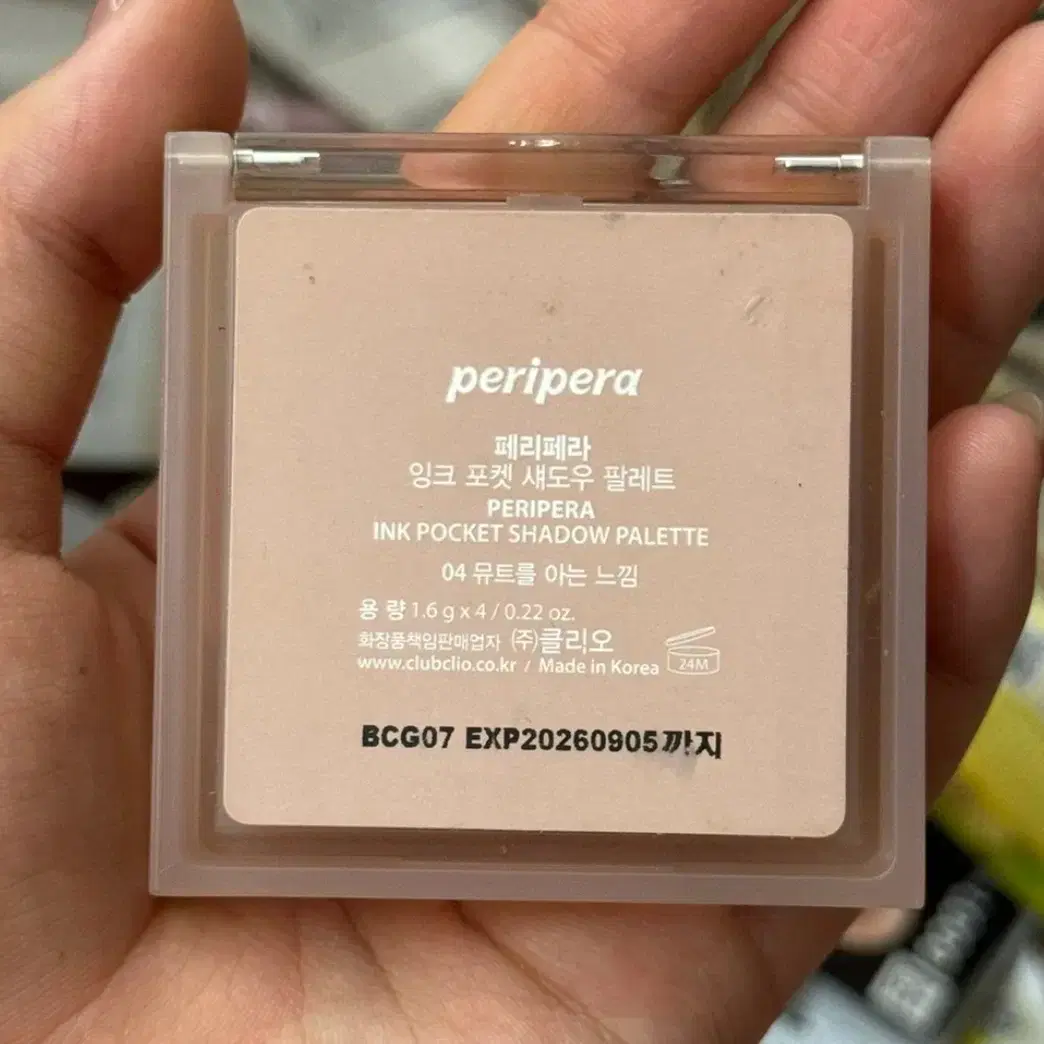 peripera
페리페라
잉크 포켓 섀도우 팔레트
PERIPERA
INK POCKET SHADOW PALETTE
04 뮤트를 아는 느낌
용 량 1.6 g x 4 / 0.22 oz.
화장품책임판매업자 ㈜클리오
www.clubclio.co.kr / Made in Korea
24M
BCG07 EXP20260905까지